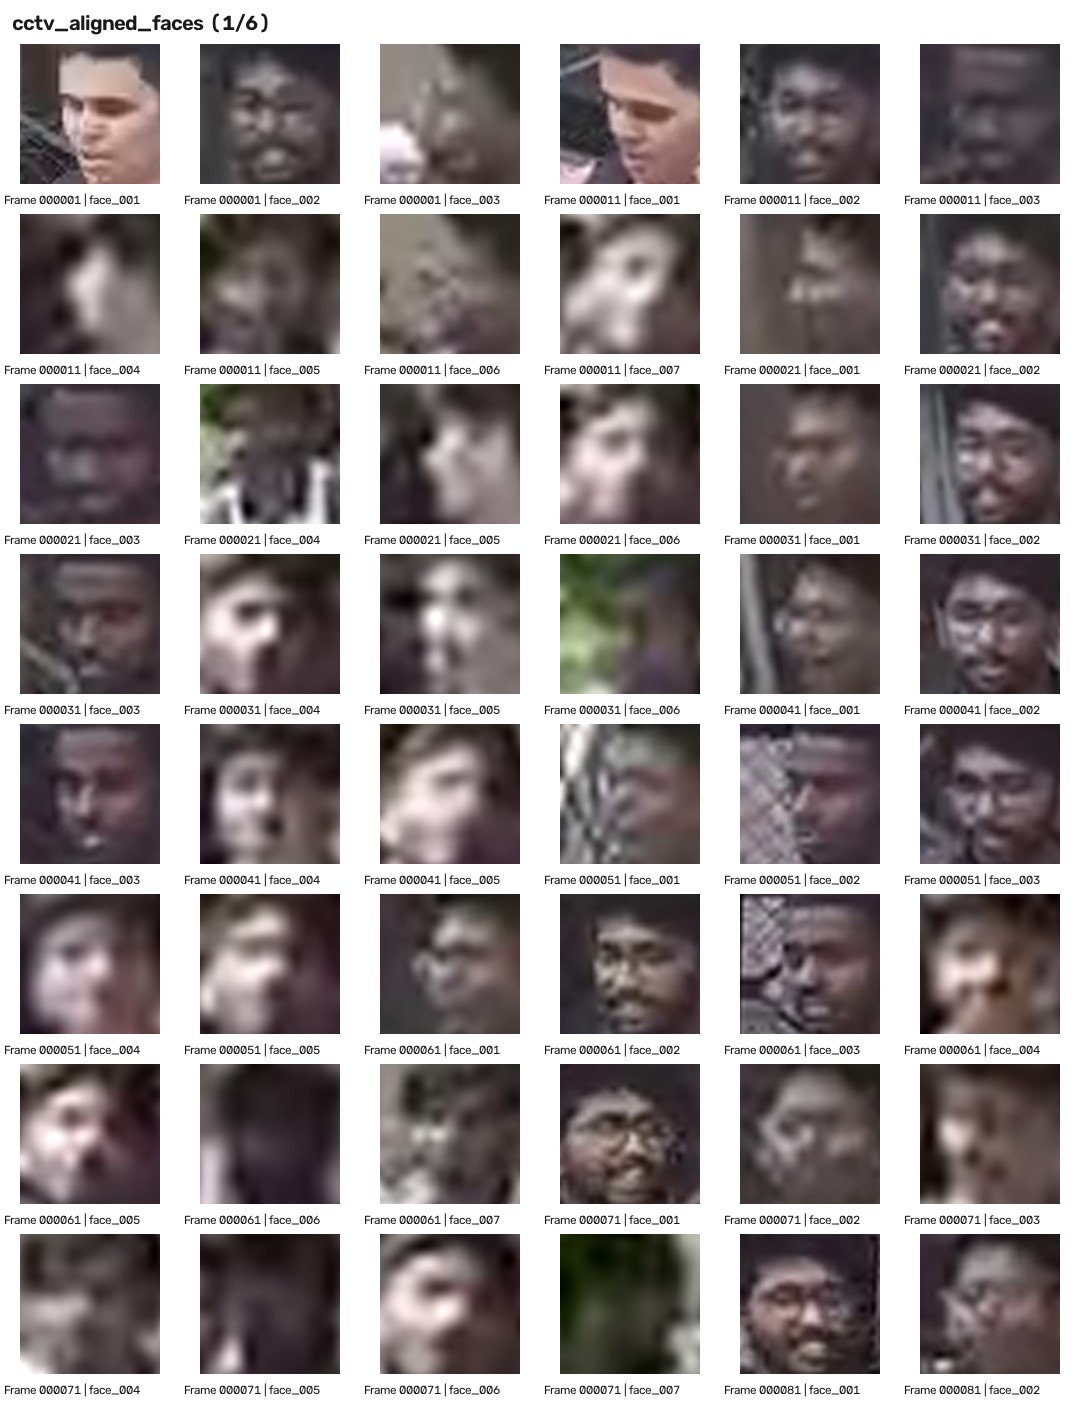 cctv_aligned_faces (1/6)
Frame 000001 | face_001 Frame 000001 | face_002 Frame 000001 | face_003 Frame 000011 | face_001 Frame 000011 | face_002 Frame 000011 | face_003
Frame 000011 | face_004 Frame 000011 | face_005 Frame 000011 | face_006 Frame 000011 | face_007 Frame 000021 | face_001 Frame 000021 | face_002
Frame 000021 | face_003 Frame 000021 | face_004 Frame 000021 | face_005 Frame 000021 | face_006 Frame 000031 | face_001 Frame 000031 | face_002
Frame 000031 | face_003 Frame 000031 | face_004 Frame 000031 | face_005 Frame 000031 | face_006 Frame 000041 | face_001 Frame 000041 | face_002
Frame 000041 | face_003 Frame 000041 | face_004 Frame 000041 | face_005 Frame 000051 | face_001 Frame 000051 | face_002 Frame 000051 | face_003
Frame 000051 | face_004 Frame 000051 | face_005 Frame 000061 | face_001 Frame 000061 | face_002 Frame 000061 | face_003 Frame 000061 | face_004
Frame 000061 | face_005 Frame 000061 | face_006 Frame 000061 | face_007 Frame 000071 | face_001 Frame 000071 | face_002 Frame 000071 | face_003
Frame 000071 | face_004 Frame 000071 | face_005 Frame 000071 | face_006 Frame 000071 | face_007 Frame 000081 | face_001 Frame 000081 | face_002